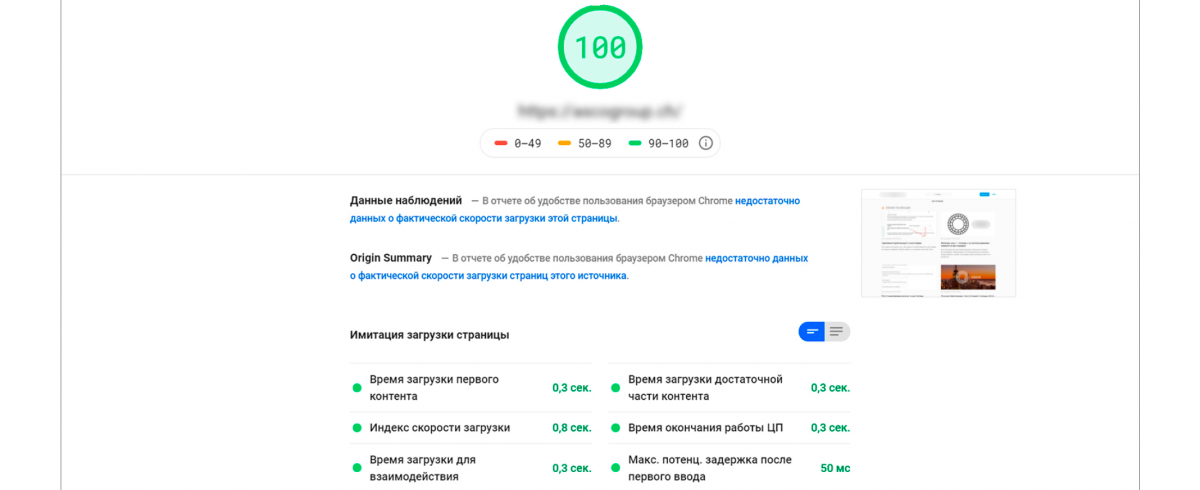 100
0–49 50–89 90–100
Данные наблюдений — В отчете об удобстве пользования браузером Chrome недостаточно
данных о фактической скорости загрузки этой страницы.
Origin Summary — В отчете об удобстве пользования браузером Chrome недостаточно данных
о фактической скорости загрузки страниц этого источника.
Имитация загрузки страницы
Время загрузки первого
контента 0,3 сек.
Время загрузки достаточной
части контента 0,3 сек.
Индекс скорости загрузки 0,8 сек.
Время окончания работы ЦП 0,3 сек.
Время загрузки для
взаимодействия 0,3 сек.
Макс. потенц. задержка после
первого ввода 50 мс